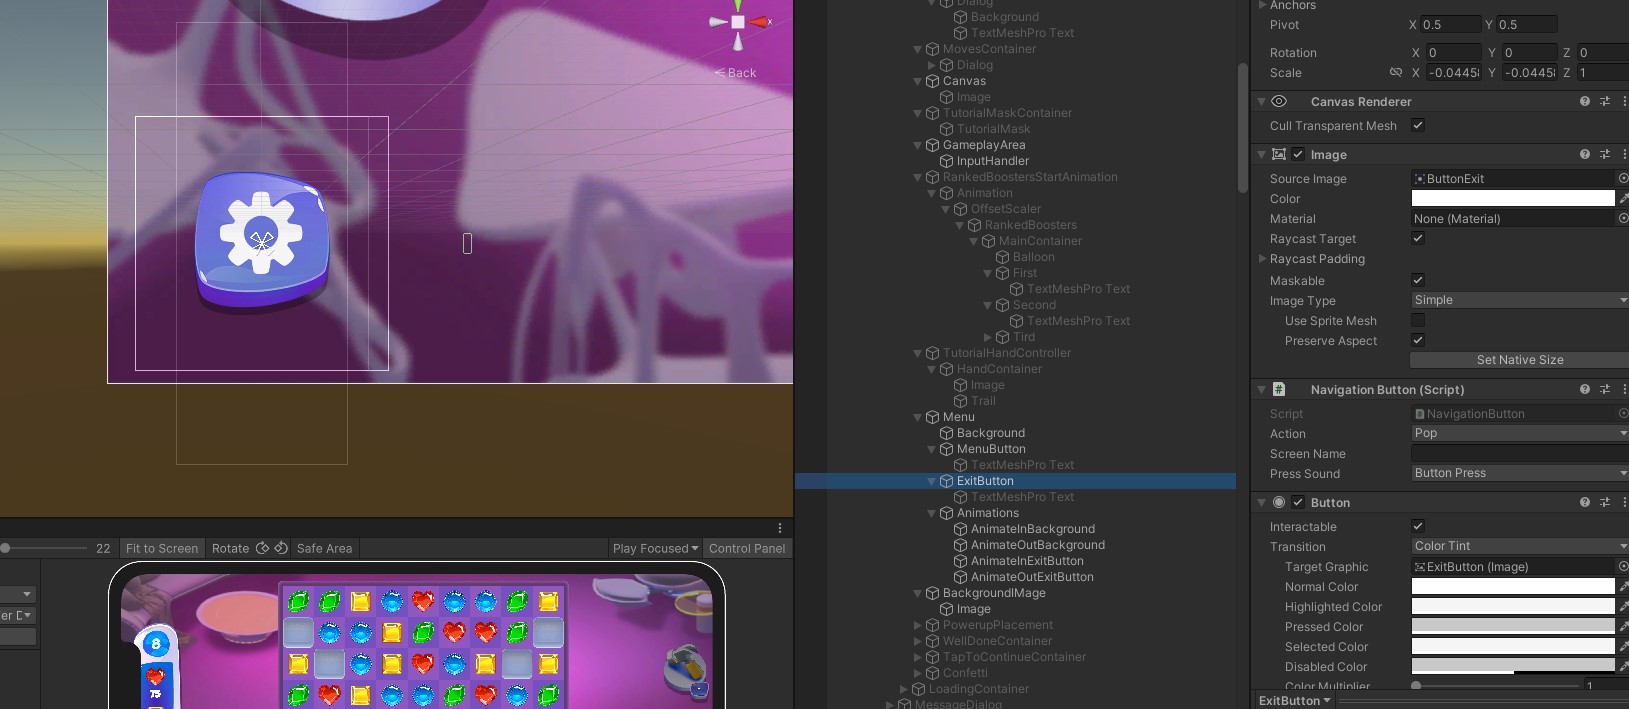 X
Back
22
Fit to Screen
Rotate
Safe Area
Play Focused
Control Panel
8
75
Dialog
Background
TextMeshPro Text
MovesContainer
Dialog
Canvas
Image
TutorialMaskContainer
TutorialMask
GameplayArea
InputHandler
RankedBoostersStartAnimation
Animation
OffsetScaler
RankedBoosters
MainContainer
Balloon
First
TextMeshPro Text
Second
TextMeshPro Text
Tird
TutorialHandController
HandContainer
Image
Trail
Menu
Background
MenuButton
TextMeshPro Text
ExitButton
TextMeshPro Text
Animations
AnimateInBackground
AnimateOutBackground
AnimateInExitButton
AnimateOutExitButton
BackgroundIMage
Image
PowerupPlacement
WellDoneContainer
TapToContinueContainer
Confetti
LoadingContainer
MessageDialog
Anchors
Pivot X 0.5 Y 0.5
Rotation X 0 Y 0 Z 0
Scale X -0.0445 Y -0.0445 Z 1
Canvas Renderer
Cull Transparent Mesh
Image
Source Image ButtonExit
Color
Material None (Material)
Raycast Target
Raycast Padding
Maskable
Image Type Simple
Use Sprite Mesh
Preserve Aspect
Set Native Size
# Navigation Button (Script)
Script NavigationButton
Action Pop
Screen Name
Press Sound Button Press
Button
Interactable
Transition Color Tint
Target Graphic ExitButton (Image)
Normal Color
Highlighted Color
Pressed Color
Selected Color
Disabled Color
Color Multiplier 1
ExitButton